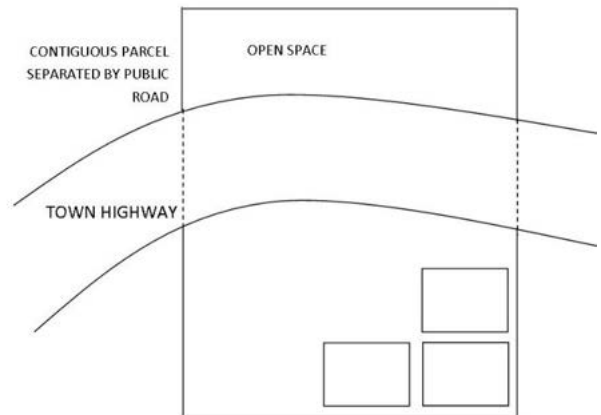 CONTIGUOUS PARCEL
SEPARATED BY PUBLIC
ROAD
OPEN SPACE
TOWN HIGHWAY